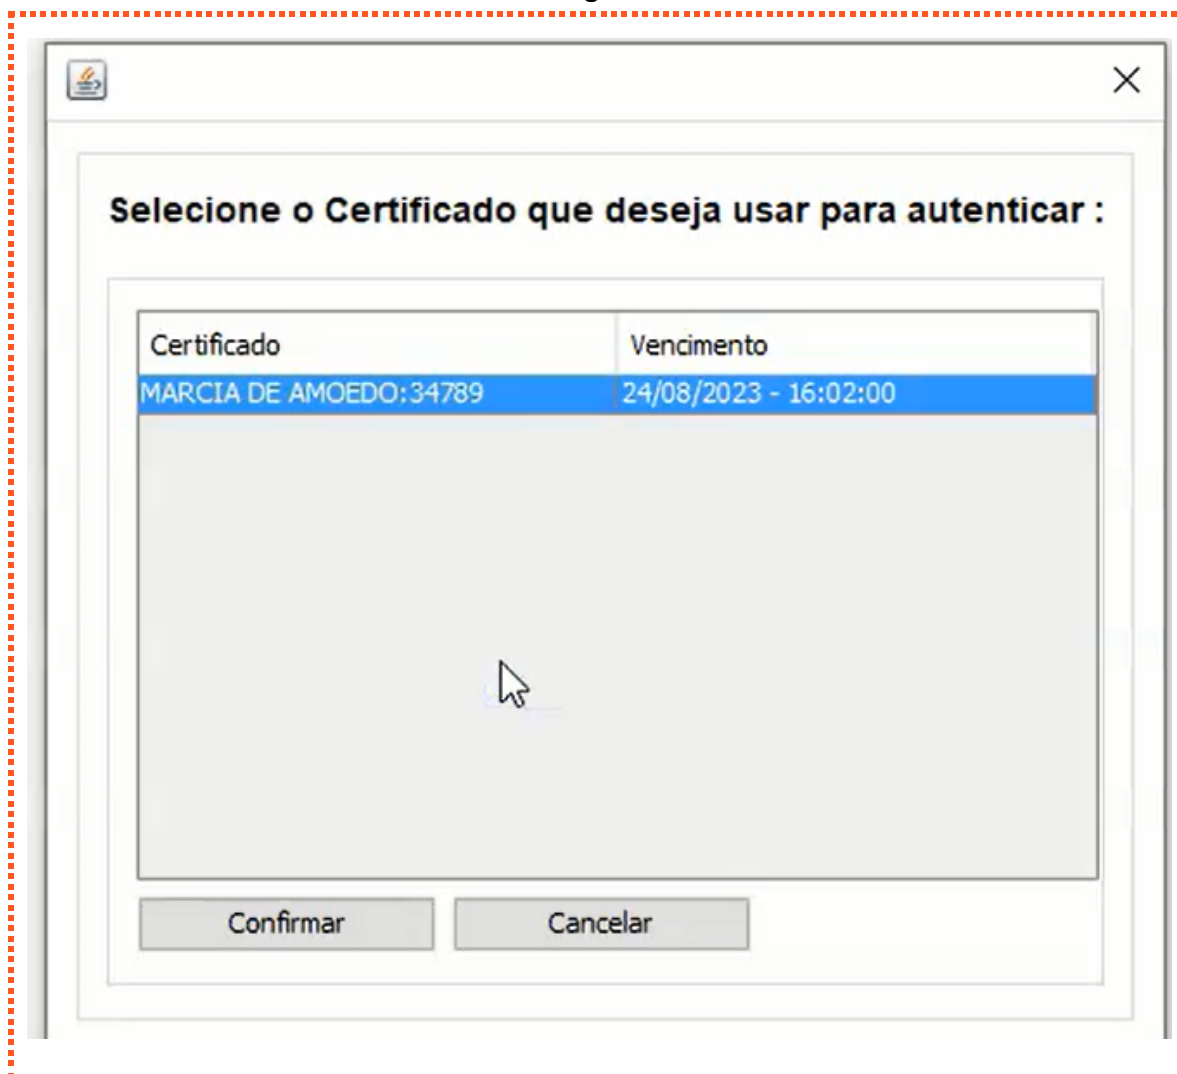 Selecione o Certificado que deseja usar para autenticar :
Certificado Vencimento
MARCIA DE AMOEDO:34789 24/08/2023 - 16:02:00
Confirmar Cancelar